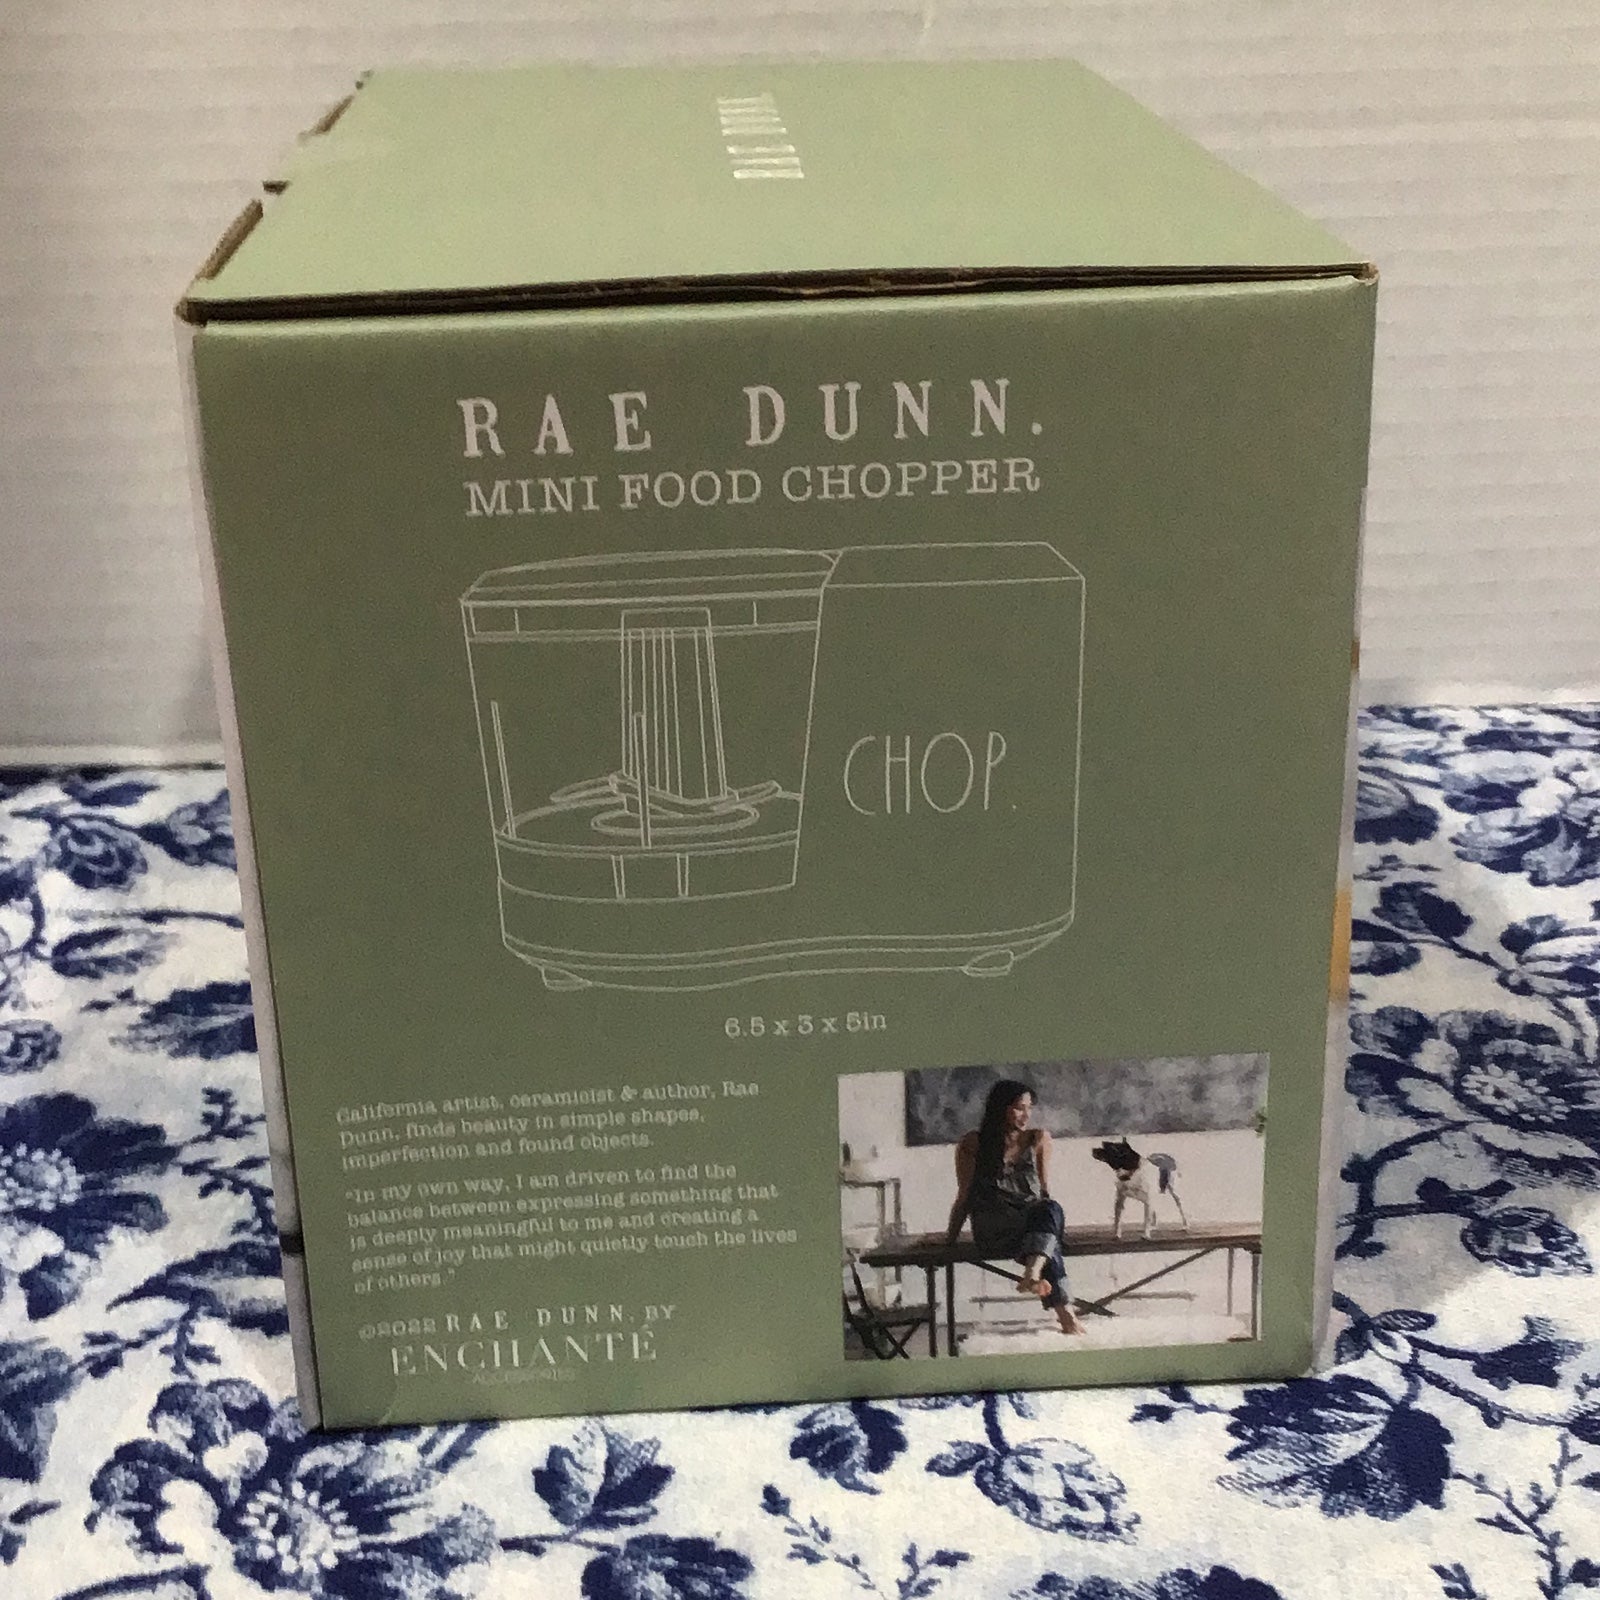 RAE DUNN.
MINI FOOD CHOPPER
CHOP.
6.5 x 3 x 5in
California artist, ceramicist & author, Rae
Dunn, finds beauty in simple shapes,
imperfection and found objects.
"In my own way, I am driven to find the
balance between expressing something that
is deeply meaningful to me and creating a
sense of joy that might quietly touch the lives
of others."
©2022 RAE DUNN. BY
ENCHANTÉ
ACCESSORIES